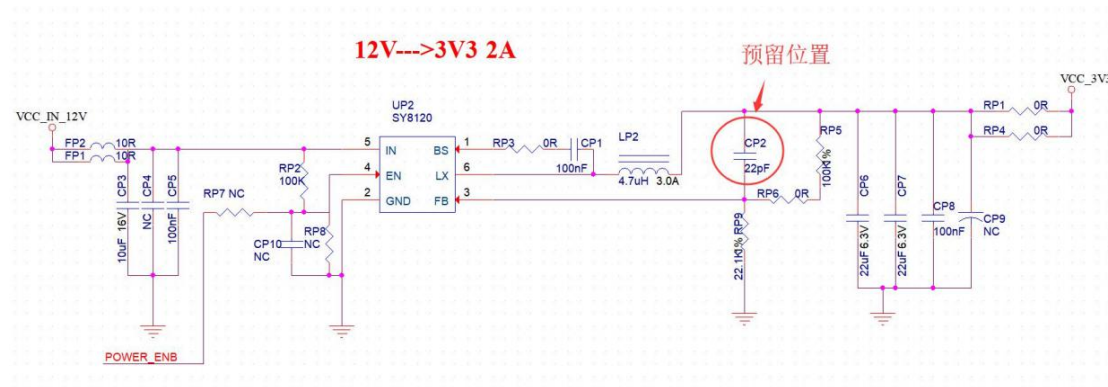 12V--->3V3 2A
预留位置
VCC_3V3
VCC_IN_12V
FP2 10R
FP1 10R
CP3
10uF 16V
CP4
NC
CP5
100nF
RP2
100K
RP7 NC
CP10
NC
RP8
NC
POWER_ENB
UP2
SY8120
5 IN
4 EN
2 GND
BS 1
LX 6
FB 3
RP3 0R
CP1
100nF
LP2
4.7uH 3.0A
CP2
22pF
RP5
100K1%
RP6 0R
RP9
22.1K1%
CP6
22uF 6.3V
CP7
22uF 6.3V
CP8
100nF
CP9
NC
RP1 0R
RP4 0R